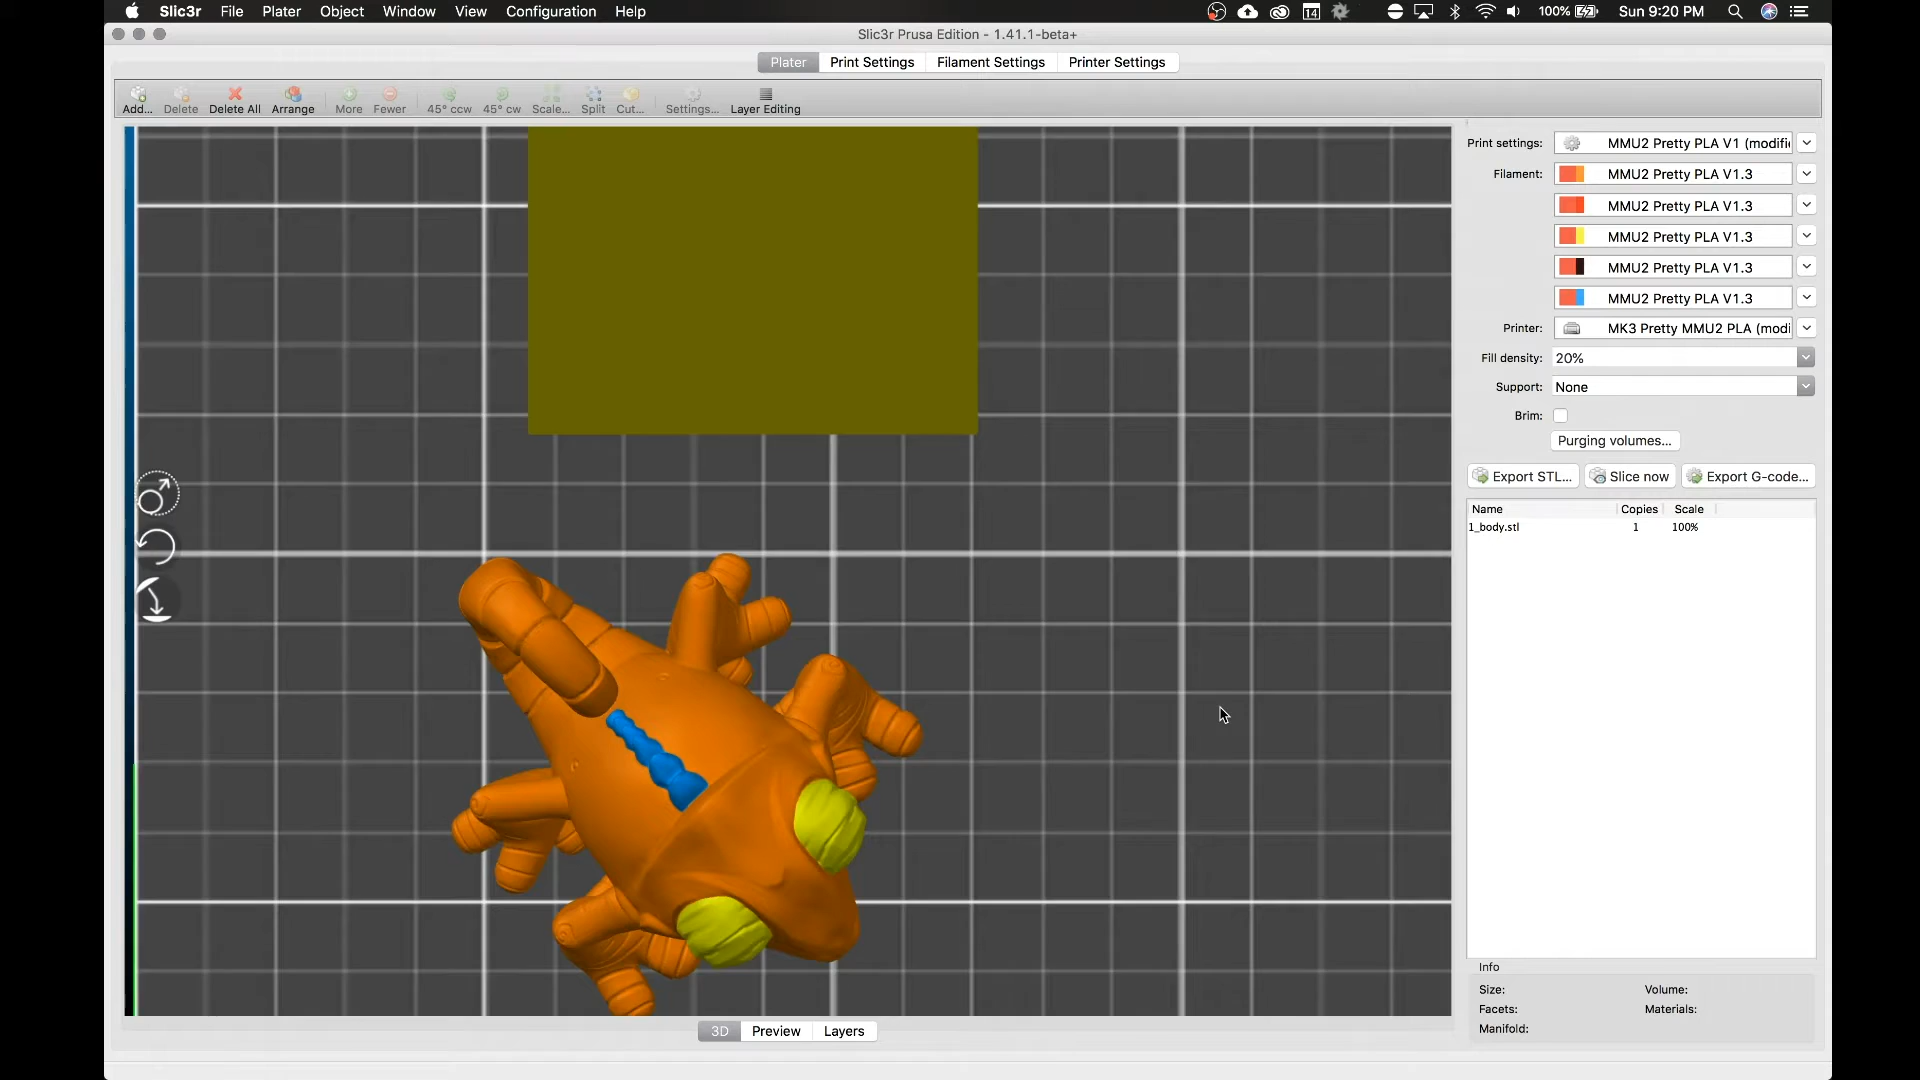 Slic3r File Plater Object Window View Configuration Help 14 100% Sun 9:20 PM
Slic3r Prusa Edition - 1.41.1-beta+
Plater Print Settings Filament Settings Printer Settings
Add... Delete Delete All Arrange More Fewer 45° ccw 45° cw Scale... Split Cut... Settings... Layer Editing
Print settings: MMU2 Pretty PLA V1 (modifi
Filament: MMU2 Pretty PLA V1.3
MMU2 Pretty PLA V1.3
MMU2 Pretty PLA V1.3
MMU2 Pretty PLA V1.3
MMU2 Pretty PLA V1.3
Printer: MK3 Pretty MMU2 PLA (modi
Fill density: 20%
Support: None
Brim:
Purging volumes...
Export STL... Slice now Export G-code...
Name Copies Scale
1_body.stl 1 100%
Info
Size: Volume:
Facets: Materials:
Manifold:
3D Preview Layers